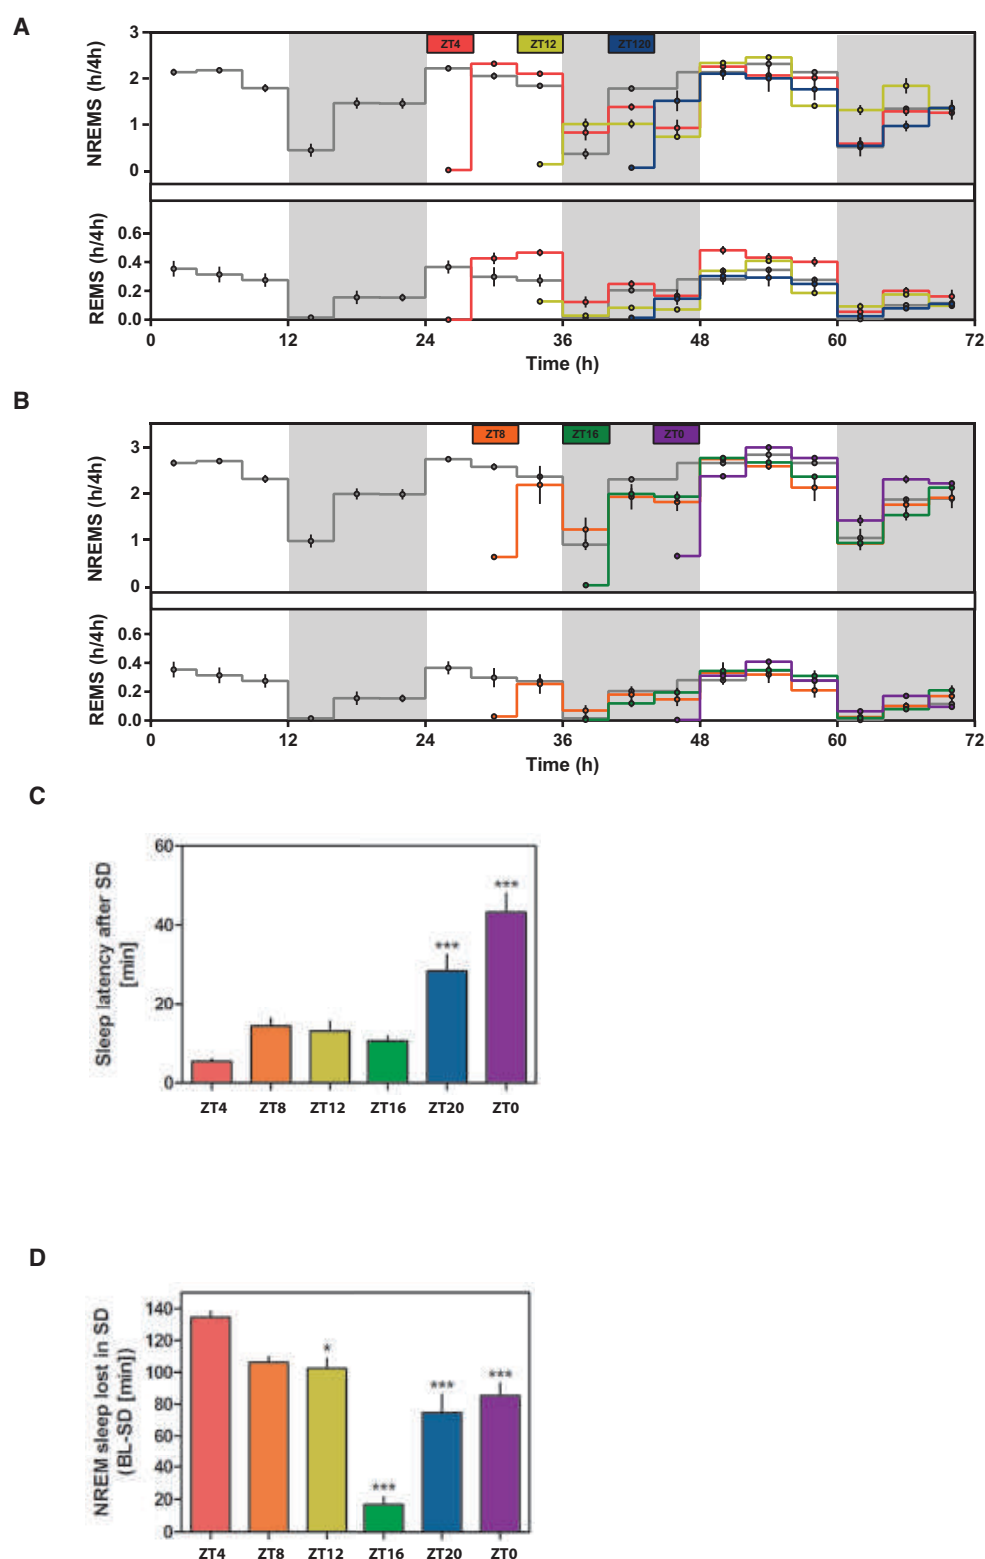 A
ZT4
ZT12
ZT120
NREMS (h/4h)
3
2
1
0
REMS (h/4h)
0.6
0.4
0.2
0.0
0
12
24
36
48
60
72
Time (h)
B
ZT8
ZT16
ZT0
NREMS (h/4h)
3
2
1
0
REMS (h/4h)
0.6
0.4
0.2
0.0
0
12
24
36
48
60
72
Time (h)
C
Sleep latency after SD
[min]
60
40
20
0
***
***
ZT4
ZT8
ZT12
ZT16
ZT20
ZT0
D
NREM sleep lost in SD
(BL-SD [min])
140
120
100
80
60
40
20
0
*
***
***
***
ZT4
ZT8
ZT12
ZT16
ZT20
ZT0